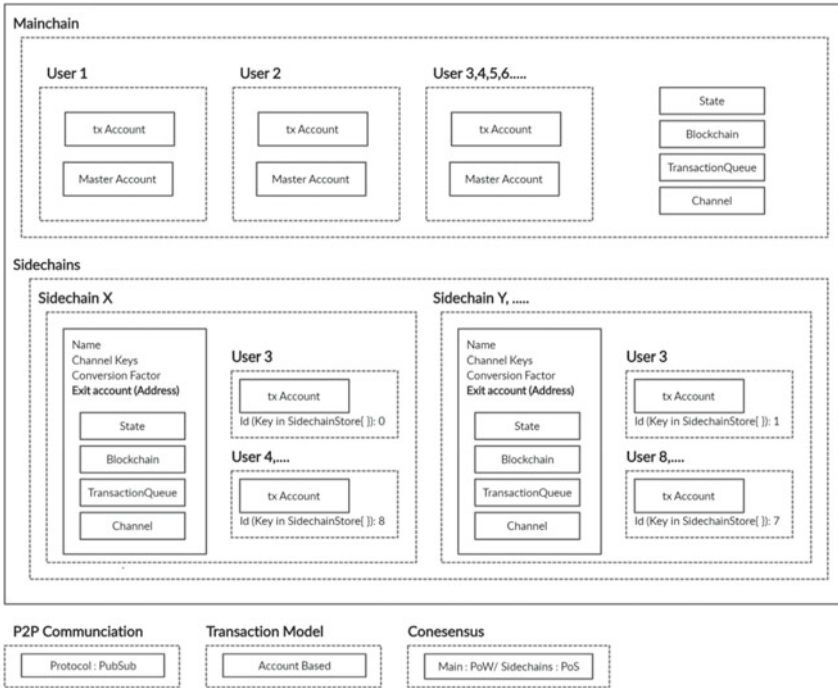 Mainchain
User 1
tx Account
Master Account
User 2
tx Account
Master Account
User 3,4,5,6.....
tx Account
Master Account
State
Blockchain
TransactionQueue
Channel
Sidechains
Sidechain X
Name
Channel Keys
Conversion Factor
Exit account (Address)
State
Blockchain
TransactionQueue
Channel
User 3
tx Account
Id (Key in SidechainStore[ ]): 0
User 4,....
tx Account
Id (Key in SidechainStore[ ]): 8
Sidechain Y, .....
Name
Channel Keys
Conversion Factor
Exit account (Address)
State
Blockchain
TransactionQueue
Channel
User 3
tx Account
Id (Key in SidechainStore[ ]): 1
User 8,....
tx Account
Id (Key in SidechainStore[ ]): 7
P2P Communciation
Protocol : PubSub
Transaction Model
Account Based
Conesensus
Main : PoW/ Sidechains : PoS